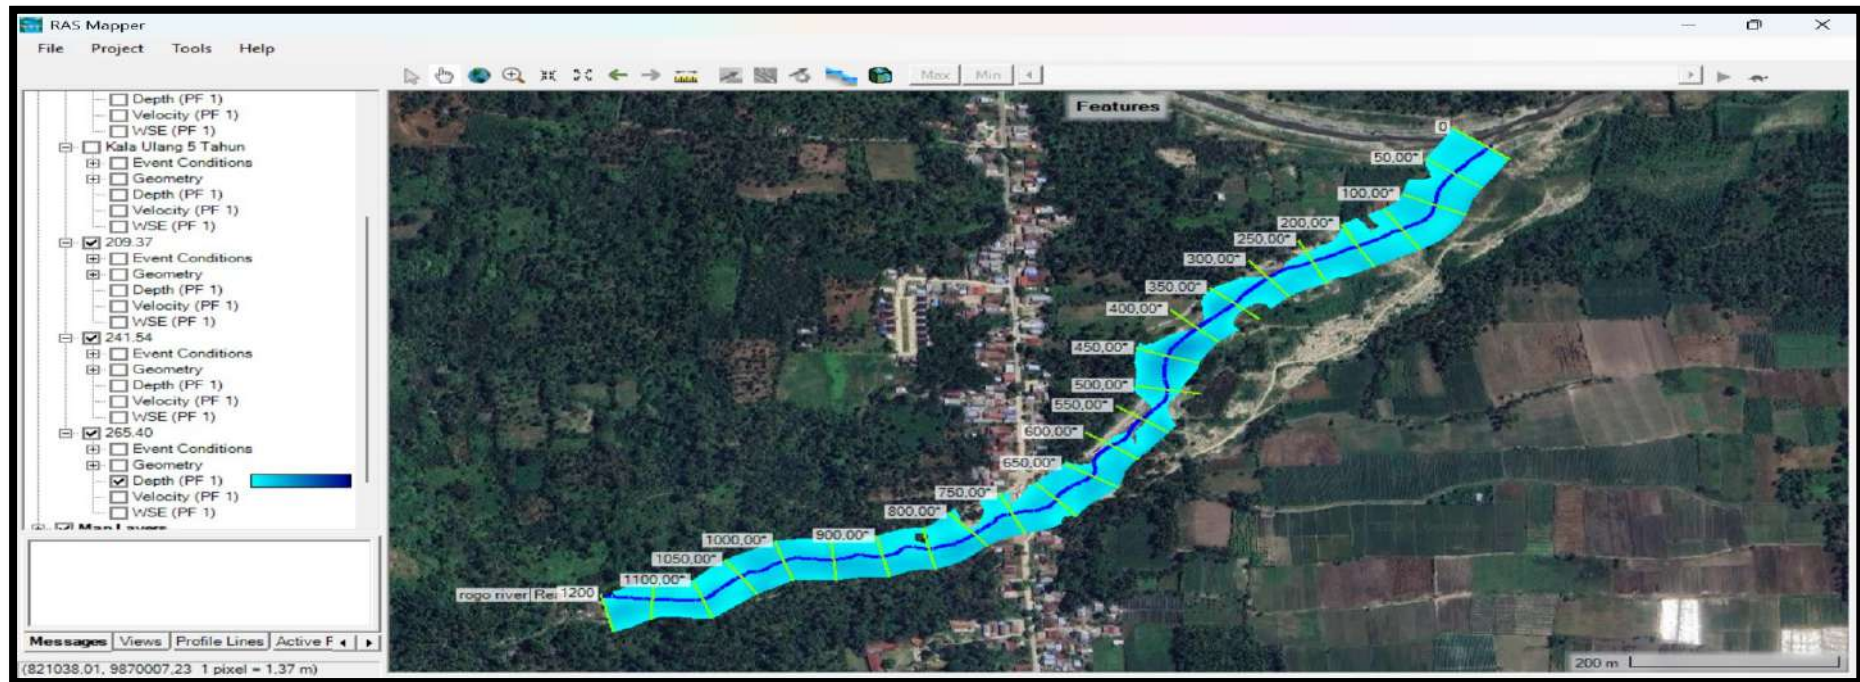 RAS Mapper
File Project Tools Help
Max Min
Depth (PF 1)
Velocity (PF 1)
WSE (PF 1)
Kala Ulang 5 Tahun
Event Conditions
Geometry
Depth (PF 1)
Velocity (PF 1)
WSE (PF 1)
209.37
Event Conditions
Geometry
Depth (PF 1)
Velocity (PF 1)
WSE (PF 1)
241.54
Event Conditions
Geometry
Depth (PF 1)
Velocity (PF 1)
WSE (PF 1)
265.40
Event Conditions
Geometry
Depth (PF 1)
Velocity (PF 1)
WSE (PF 1)
Map Layers
Messages Views Profile Lines Active F
(821038.01, 9870007,23 1 pixel = 1,37 m)
Features
0
50,00*
100,00*
200,00*
250,00*
300,00*
350,00*
400,00*
450,00*
500,00*
550,00*
600,00*
650,00*
750,00*
800,00*
900,00*
1000,00*
1050,00*
1100,00*
rogo river Rea 1200
200 m